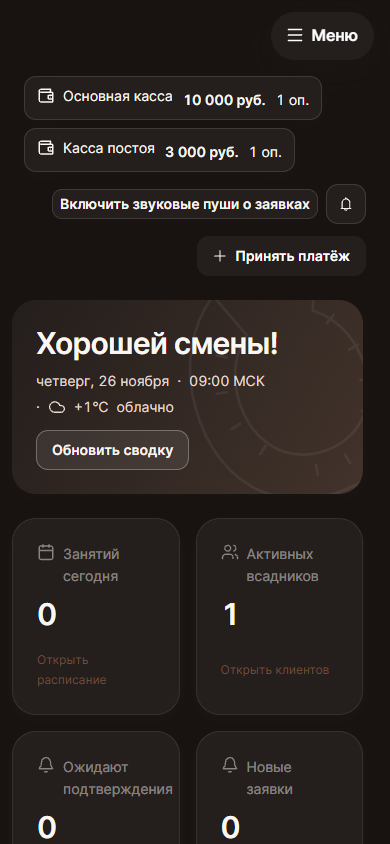 Меню
Основная касса 10 000 руб. 1 оп.
Касса постоя 3 000 руб. 1 оп.
Включить звуковые пуши о заявках
Принять платёж
Хорошей смены!
четверг, 26 ноября · 09:00 МСК
· +1°C облачно
Обновить сводку
Занятий
сегодня
0
Открыть
расписание
Активных
всадников
1
Открыть клиентов
Ожидают
подтверждения
0
Новые
заявки
0